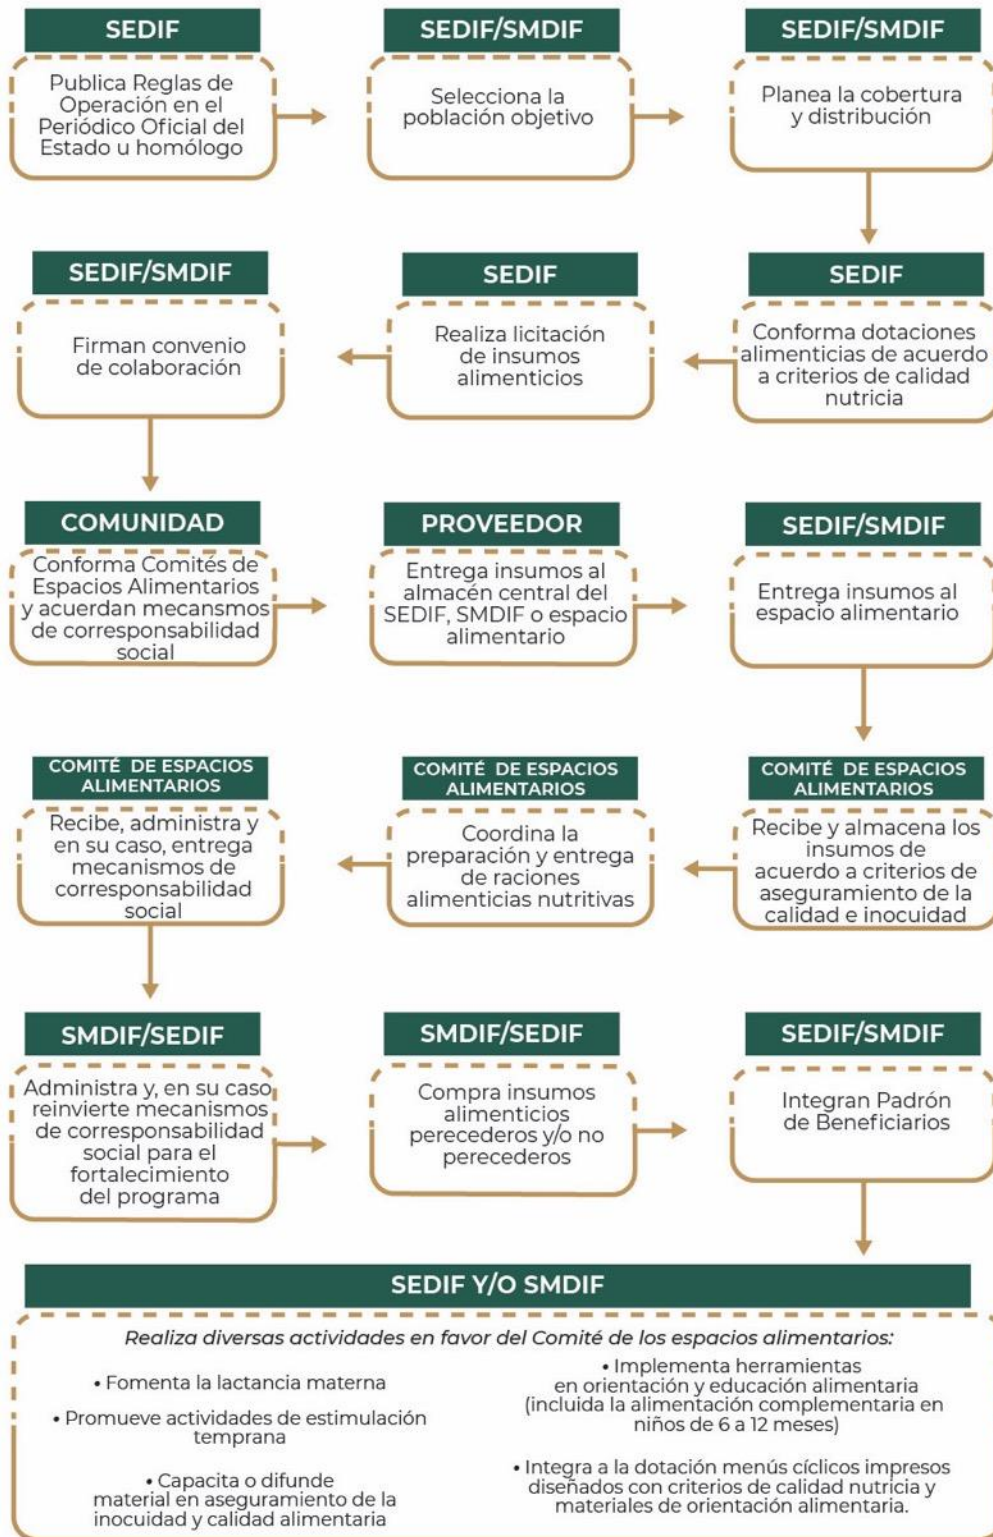 SEDIF
Publica Reglas de
Operación en el
Periódico Oficial del
Estado u homólogo
SEDIF/SMDIF
Selecciona la
población objetivo
SEDIF/SMDIF
Planea la cobertura
y distribución
SEDIF
Conforma dotaciones
alimenticias de acuerdo
a criterios de calidad
nutricia
SEDIF
Realiza licitación
de insumos
alimenticios
SEDIF/SMDIF
Firman convenio
de colaboración
COMUNIDAD
Conforma Comités de
Espacios Alimentarios
y acuerdan mecansmos
de corresponsabilidad
social
PROVEEDOR
Entrega insumos al
almacén central del
SEDIF, SMDIF o espacio
alimentario
SEDIF/SMDIF
Entrega insumos al
espacio alimentario
COMITÉ DE ESPACIOS
ALIMENTARIOS
Recibe y almacena los
insumos de
acuerdo a criterios de
aseguramiento de la
calidad e inocuidad
COMITÉ DE ESPACIOS
ALIMENTARIOS
Coordina la
preparación y entrega
de raciones
alimenticias nutritivas
COMITÉ DE ESPACIOS
ALIMENTARIOS
Recibe, administra y
en su caso, entrega
mecanismos de
corresponsabilidad
social
SMDIF/SEDIF
Administra y, en su caso
reinvierte mecanismos
de corresponsabilidad
social para el
fortalecimiento
del programa
SMDIF/SEDIF
Compra insumos
alimenticios
perecederos y/o no
perecederos
SEDIF/SMDIF
Integran Padrón
de Beneficiarios
SEDIF Y/O SMDIF
Realiza diversas actividades en favor del Comité de los espacios alimentarios:
• Fomenta la lactancia materna
• Promueve actividades de estimulación
temprana
• Capacita o difunde
material en aseguramiento de la
inocuidad y calidad alimentaria
• Implementa herramientas
en orientación y educación alimentaria
(incluida la alimentación complementaria en
niños de 6 a 12 meses)
• Integra a la dotación menús cíclicos impresos
diseñados con criterios de calidad nutricia y
materiales de orientación alimentaria.